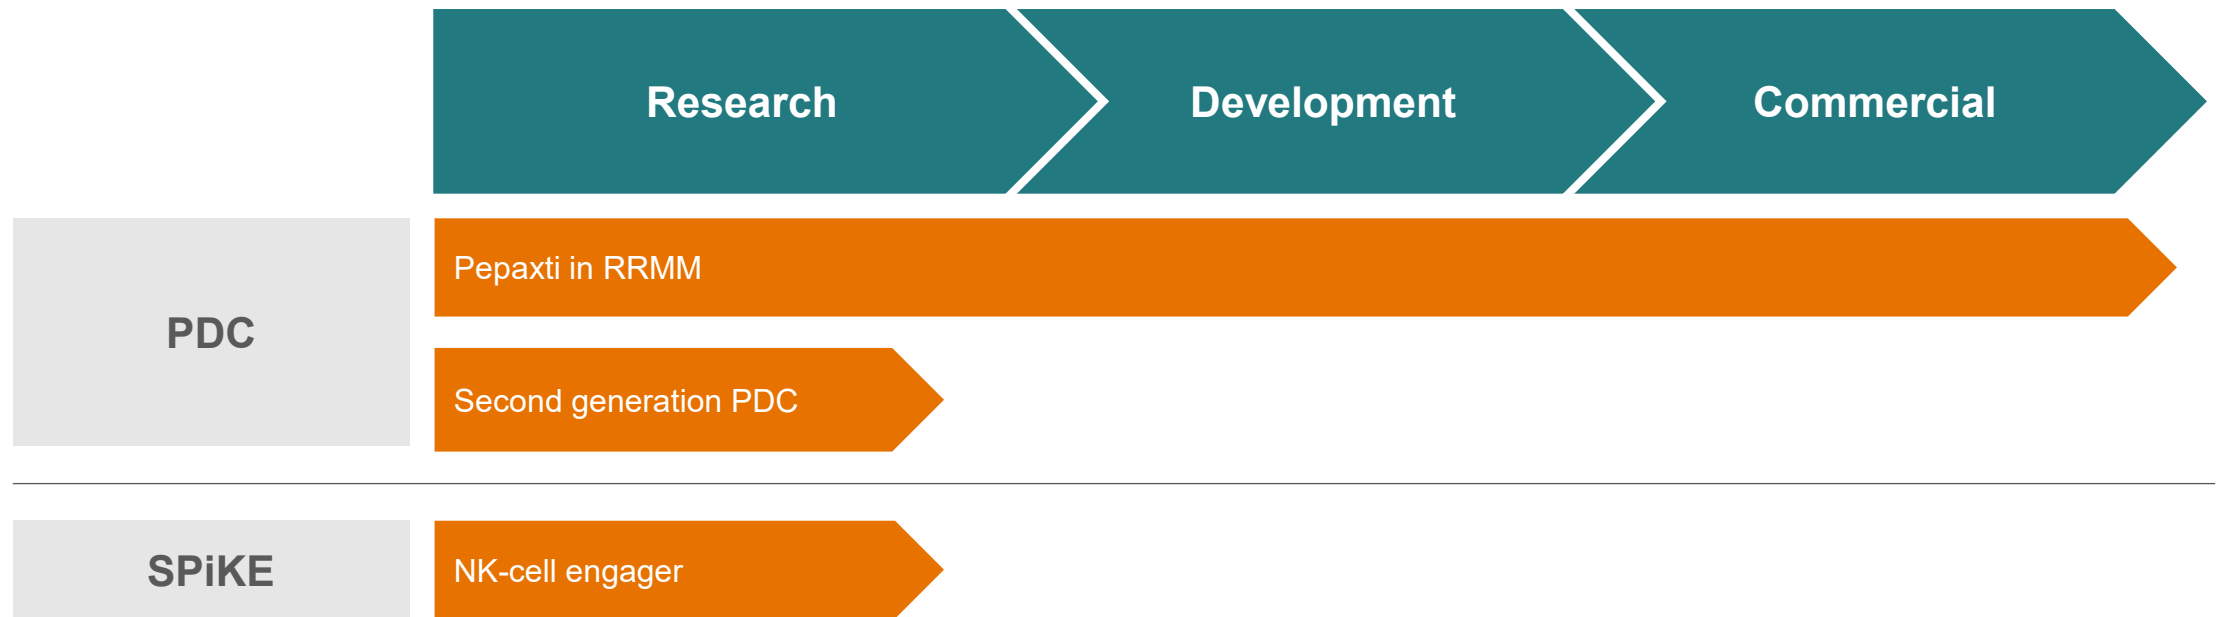 Research
Development
Commercial
PDC
Pepaxti in RRMM
Second generation PDC
SPiKE
NK-cell engager